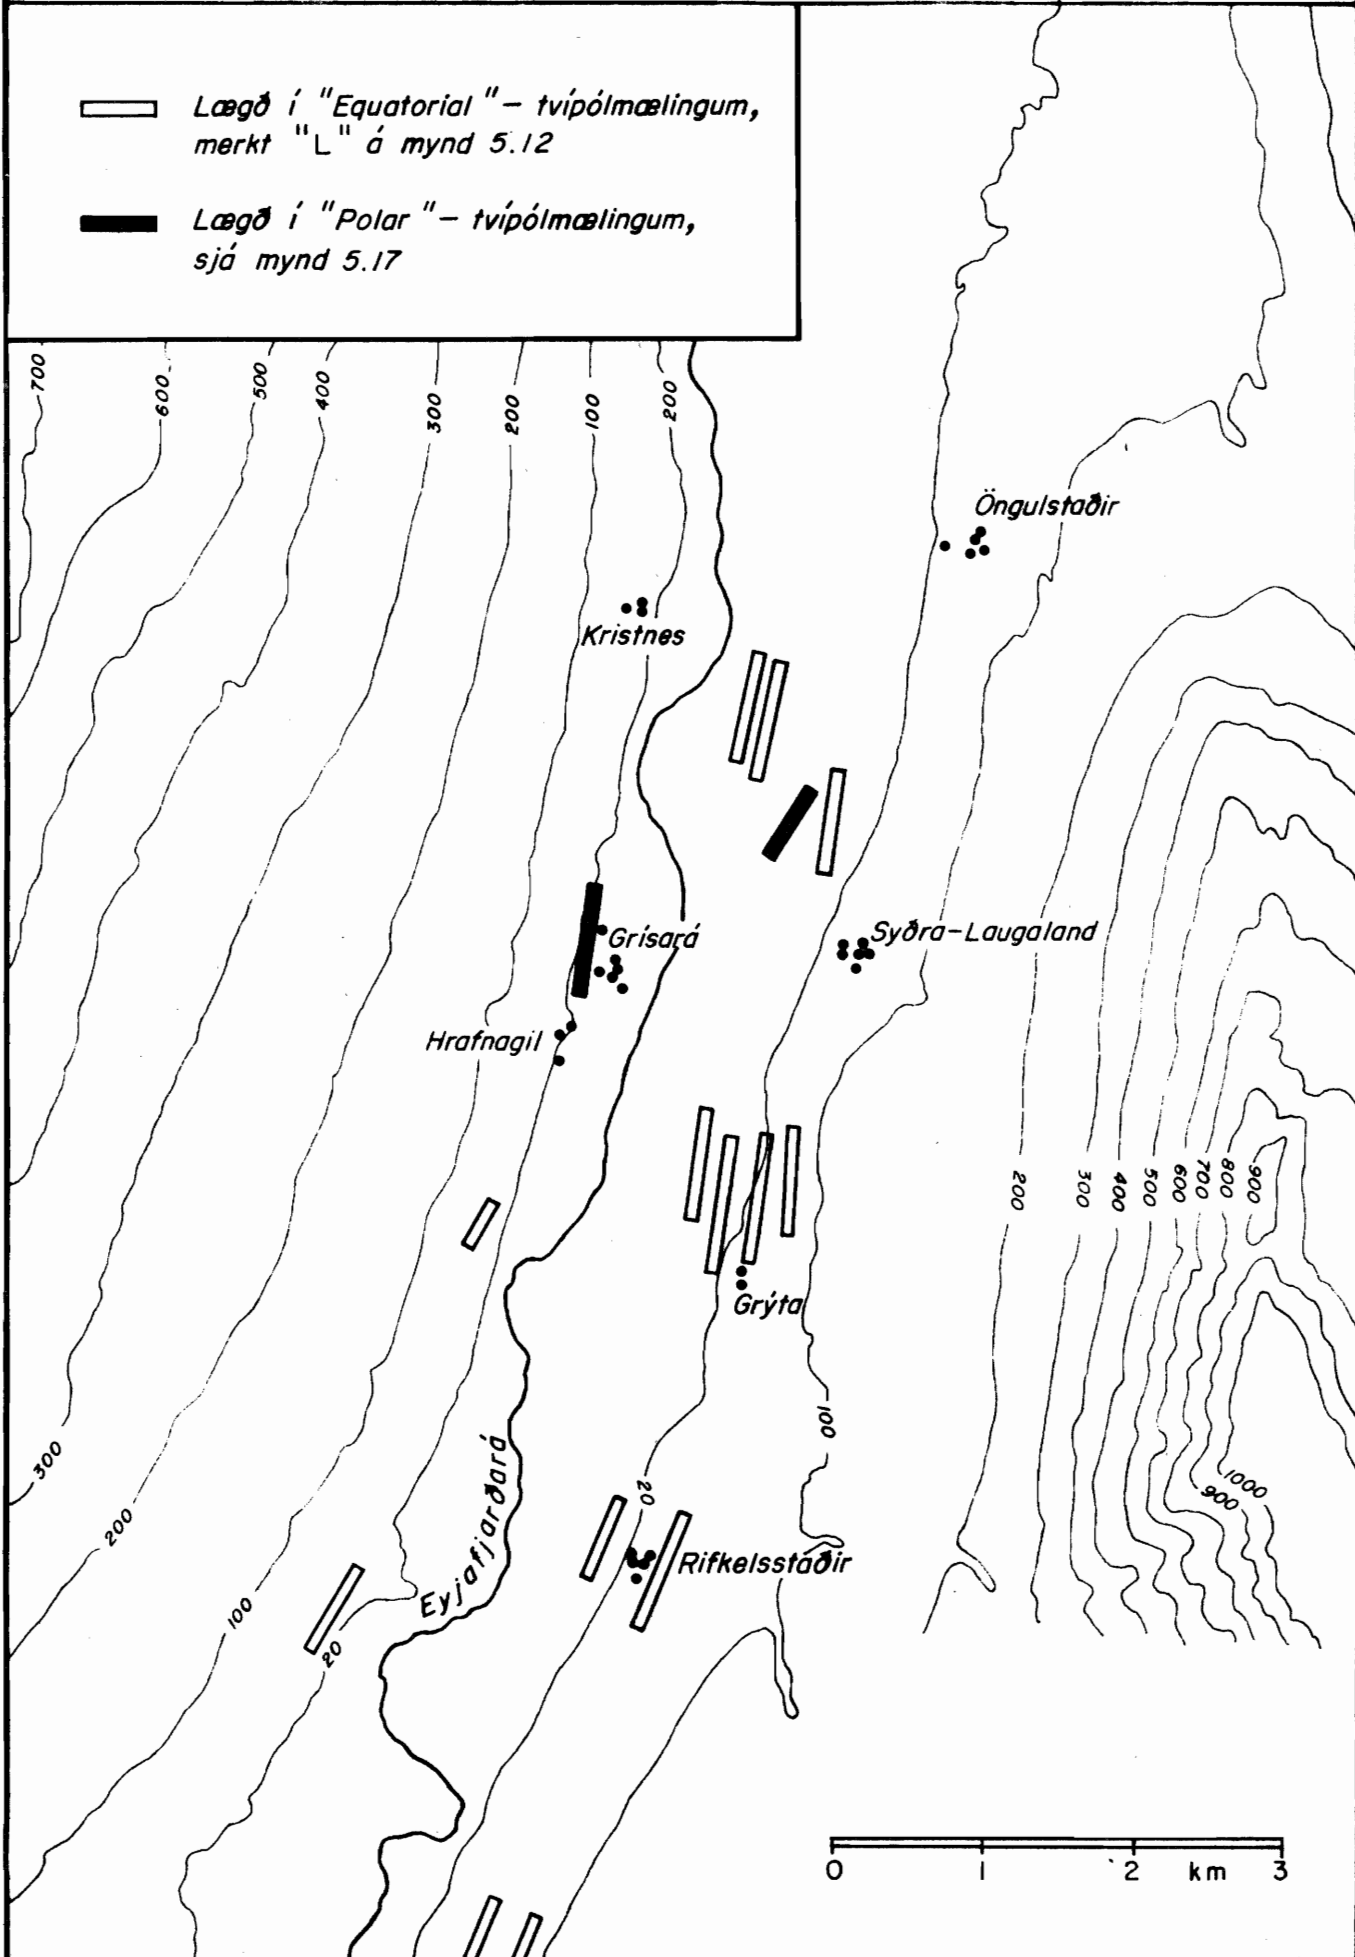 Lægð í "Equatorial"- tvípólmælingum,
merkt "L" á mynd 5.12
Lægð í "Polar"- tvípólmælingum,
sjá mynd 5.17
700
600
500
400
300
200
100
200
Öngulstaðir
Kristnes
Grísará
Syðra-Laugaland
Hrafnagil
200
300
400
500
600
700
800
900
Grýta
100
300
200
100
20
Eyjafjarðará
20
Rifkelsstaðir
1000
900
0 1 2 km 3